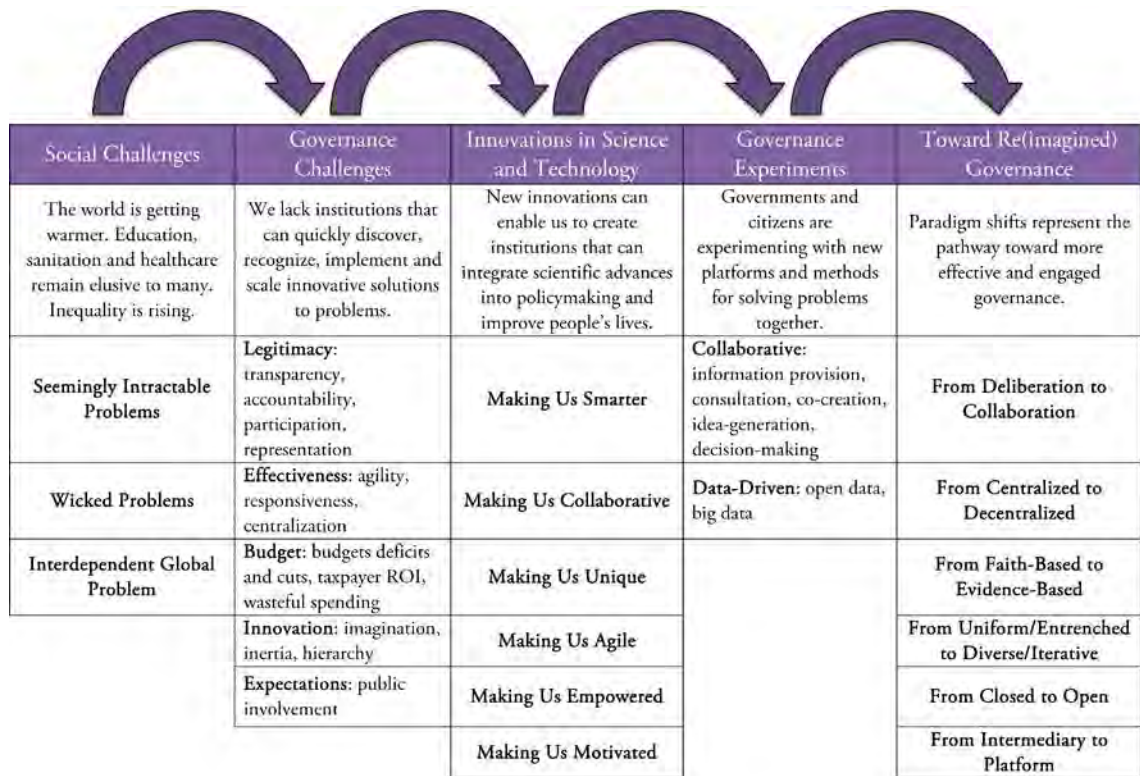 Social Challenges
Governance
Challenges
Innovations in Science
and Technology
Governance
Experiments
Toward Re(imagined)
Governance
The world is getting
warmer. Education,
sanitation and healthcare
remain elusive to many.
Inequality is rising.
We lack institutions that
can quickly discover,
recognize, implement and
scale innovative solutions
to problems.
New innovations can
enable us to create
institutions that can
integrate scientific advances
into policymaking and
improve people's lives.
Governments and
citizens are
experimenting with new
platforms and methods
for solving problems
together.
Paradigm shifts represent the
pathway toward more
effective and engaged
governance.
Seemingly Intractable
Problems
Legitimacy:
transparency,
accountability,
participation,
representation
Making Us Smarter
Collaborative:
information provision,
consultation, co-creation,
idea-generation,
decision-making
From Deliberation to
Collaboration
Wicked Problems
Effectiveness: agility,
responsiveness,
centralization
Making Us Collaborative
Data-Driven: open data,
big data
From Centralized to
Decentralized
Interdependent Global
Problem
Budget: budgets deficits
and cuts, taxpayer ROI,
wasteful spending
Making Us Unique
From Faith-Based to
Evidence-Based
Innovation: imagination,
inertia, hierarchy
Making Us Agile
From Uniform/Entrenched
to Diverse/Iterative
Expectations: public
involvement
Making Us Empowered
From Closed to Open
Making Us Motivated
From Intermediary to
Platform